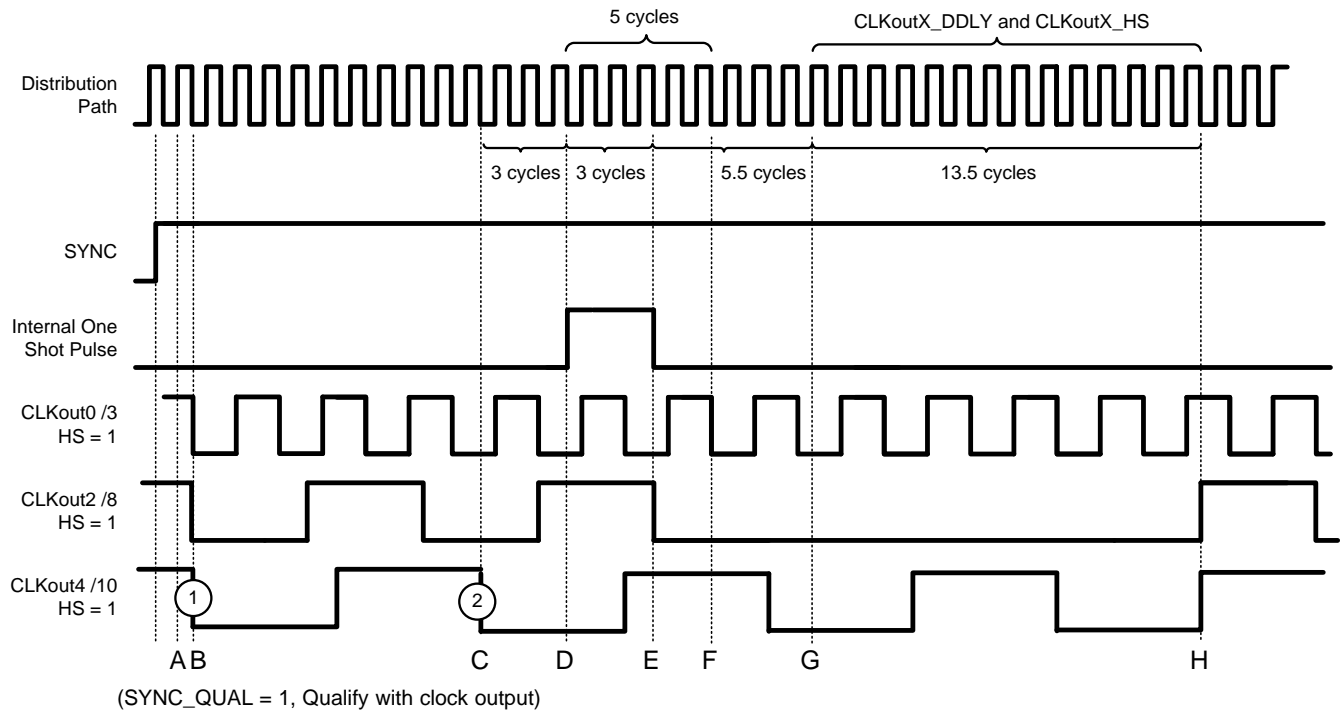 5 cycles
CLKoutX_DDLY and CLKoutX_HS
Distribution
Path
3 cycles
3 cycles
5.5 cycles
13.5 cycles
SYNC
Internal One
Shot Pulse
CLKout0 /3
HS = 1
CLKout2 /8
HS = 1
CLKout4 /10
HS = 1
1
2
A
B
C
D
E
F
G
H
(SYNC_QUAL = 1, Qualify with clock output)